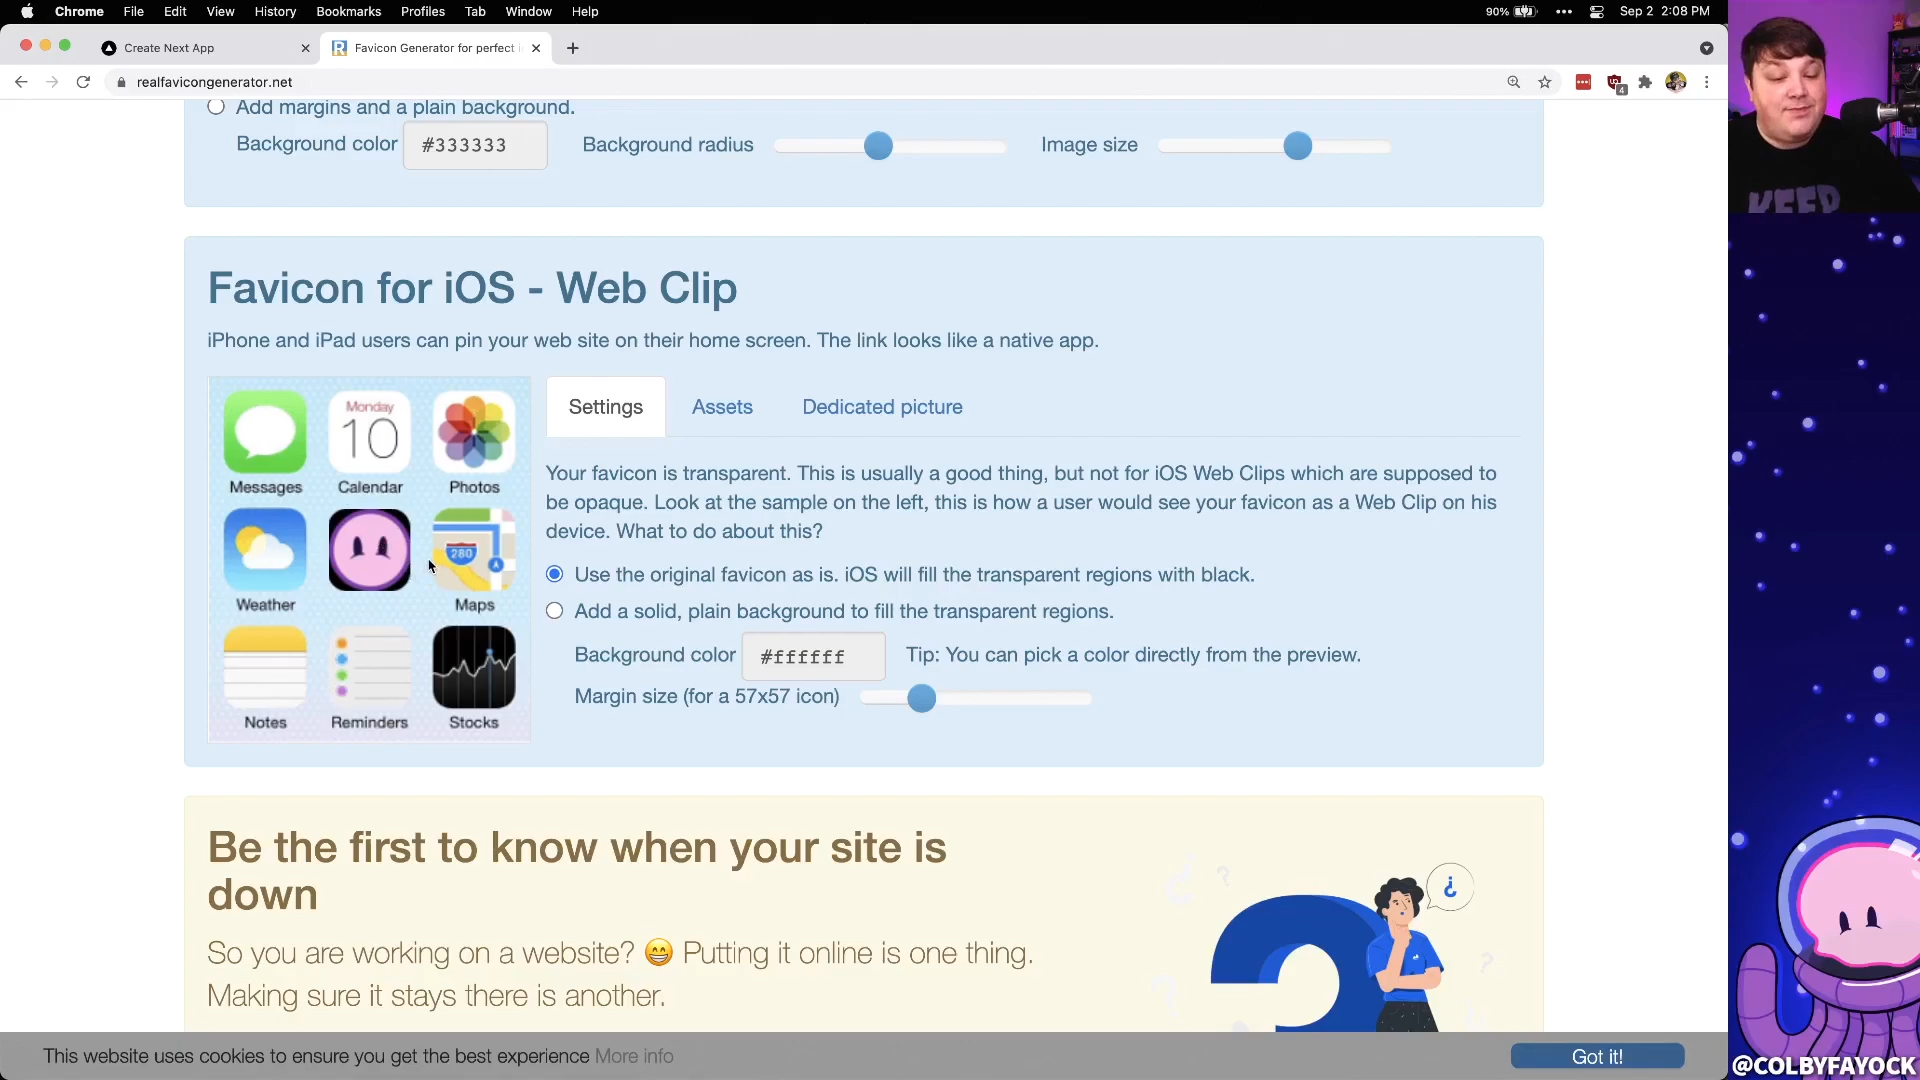 Chrome File Edit View History Bookmarks Profiles Tab Window Help 90% Sep 2 2:08 PM
Create Next App Favicon Generator for perfect i
realfavicongenerator.net 4
Add margins and a plain background.
Background color #333333 Background radius Image size
KEEP
Favicon for iOS - Web Clip
iPhone and iPad users can pin your web site on their home screen. The link looks like a native app.
Settings Assets Dedicated picture
Monday
10
Messages Calendar Photos
280
Weather Maps
Notes Reminders Stocks
Your favicon is transparent. This is usually a good thing, but not for iOS Web Clips which are supposed to
be opaque. Look at the sample on the left, this is how a user would see your favicon as a Web Clip on his
device. What to do about this?
Use the original favicon as is. iOS will fill the transparent regions with black.
Add a solid, plain background to fill the transparent regions.
Background color #ffffff Tip: You can pick a color directly from the preview.
Margin size (for a 57x57 icon)
Be the first to know when your site is
down
So you are working on a website? 😁 Putting it online is one thing.
Making sure it stays there is another.
¿
This website uses cookies to ensure you get the best experience More info Got it!
@COLBYFAYOCK